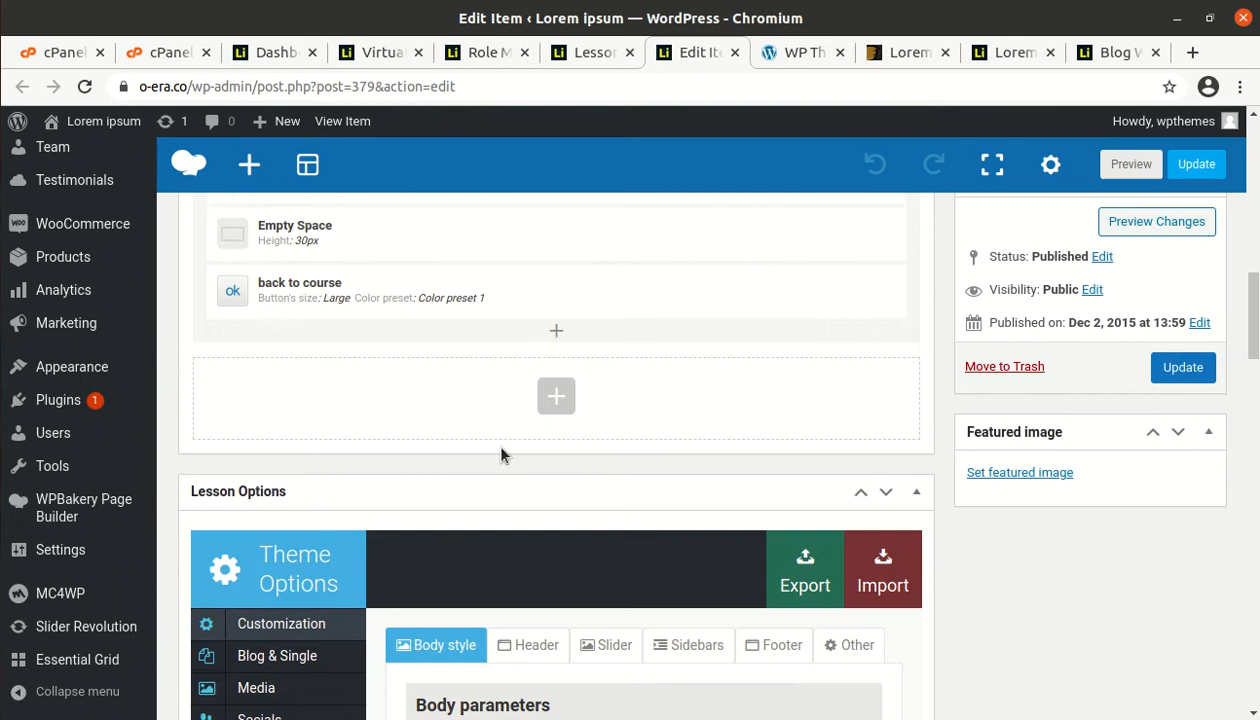 Edit Item ‹ Lorem ipsum — WordPress - Chromium
cPanel
cPanel
Dashb
Virtua
Role M
Lesson
Edit Ite
WP Th
Lorem
Lorem
Blog W
o-era.co/wp-admin/post.php?post=379&action=edit
Lorem ipsum
1
0
New
View Item
Howdy, wpthemes
Team
Testimonials
WooCommerce
Products
Analytics
Marketing
Appearance
Plugins 1
Users
Tools
WPBakery Page
Builder
Settings
MC4WP
Slider Revolution
Essential Grid
Collapse menu
Preview
Update
Empty Space
Height: 30px
ok
back to course
Button's size: Large Color preset: Color preset 1
Preview Changes
Status: Published Edit
Visibility: Public Edit
Published on: Dec 2, 2015 at 13:59 Edit
Move to Trash
Update
Featured image
Set featured image
Lesson Options
Theme
Options
Export
Import
Customization
Blog & Single
Media
Socials
Body style
Header
Slider
Sidebars
Footer
Other
Body parameters